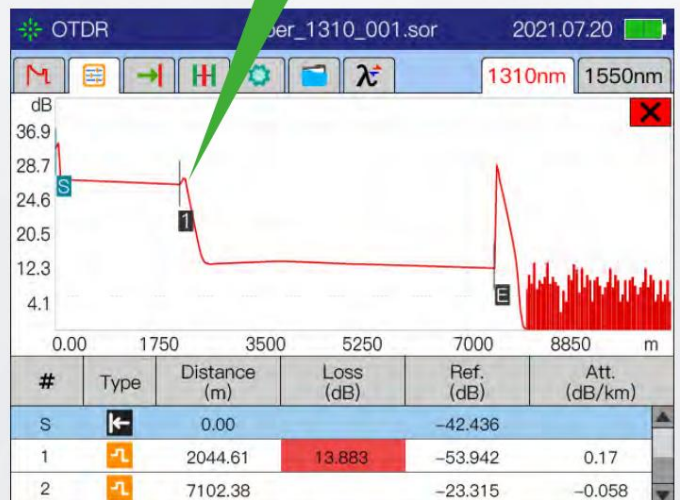 OTDR
er_1310_001.sor
2021.07.20
1310nm
1550nm
dB
36.9
28.7
24.6
20.5
12.3
4.1
S
1
E
0.00 1750 3500 5250 7000 8850 m
# Type Distance (m) Loss (dB) Ref. (dB) Att. (dB/km)
S 0.00 -42.436
1 2044.61 13.883 -53.942 0.17
2 7102.38 -23.315 -0.058